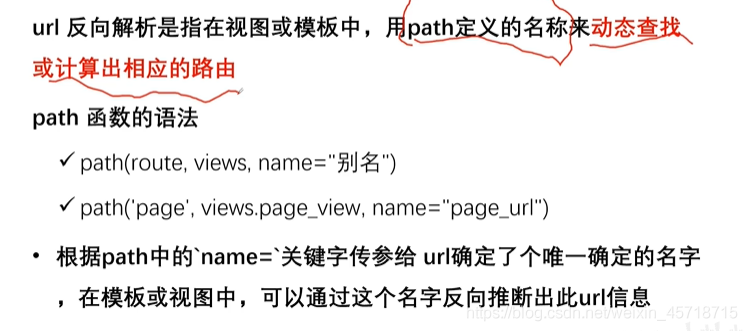 url 反向解析是指在视图或模板中，用path定义的名称来动态查找
或计算出相应的路由
path 函数的语法
✓ path(route, views, name="别名")
✓ path('page', views.page_view, name="page_url")
• 根据path中的`name=`关键字传参给 url确定了个唯一确定的名字
，在模板或视图中，可以通过这个名字反向推断出此url信息
https://blog.csdn.net/weixin_45718715